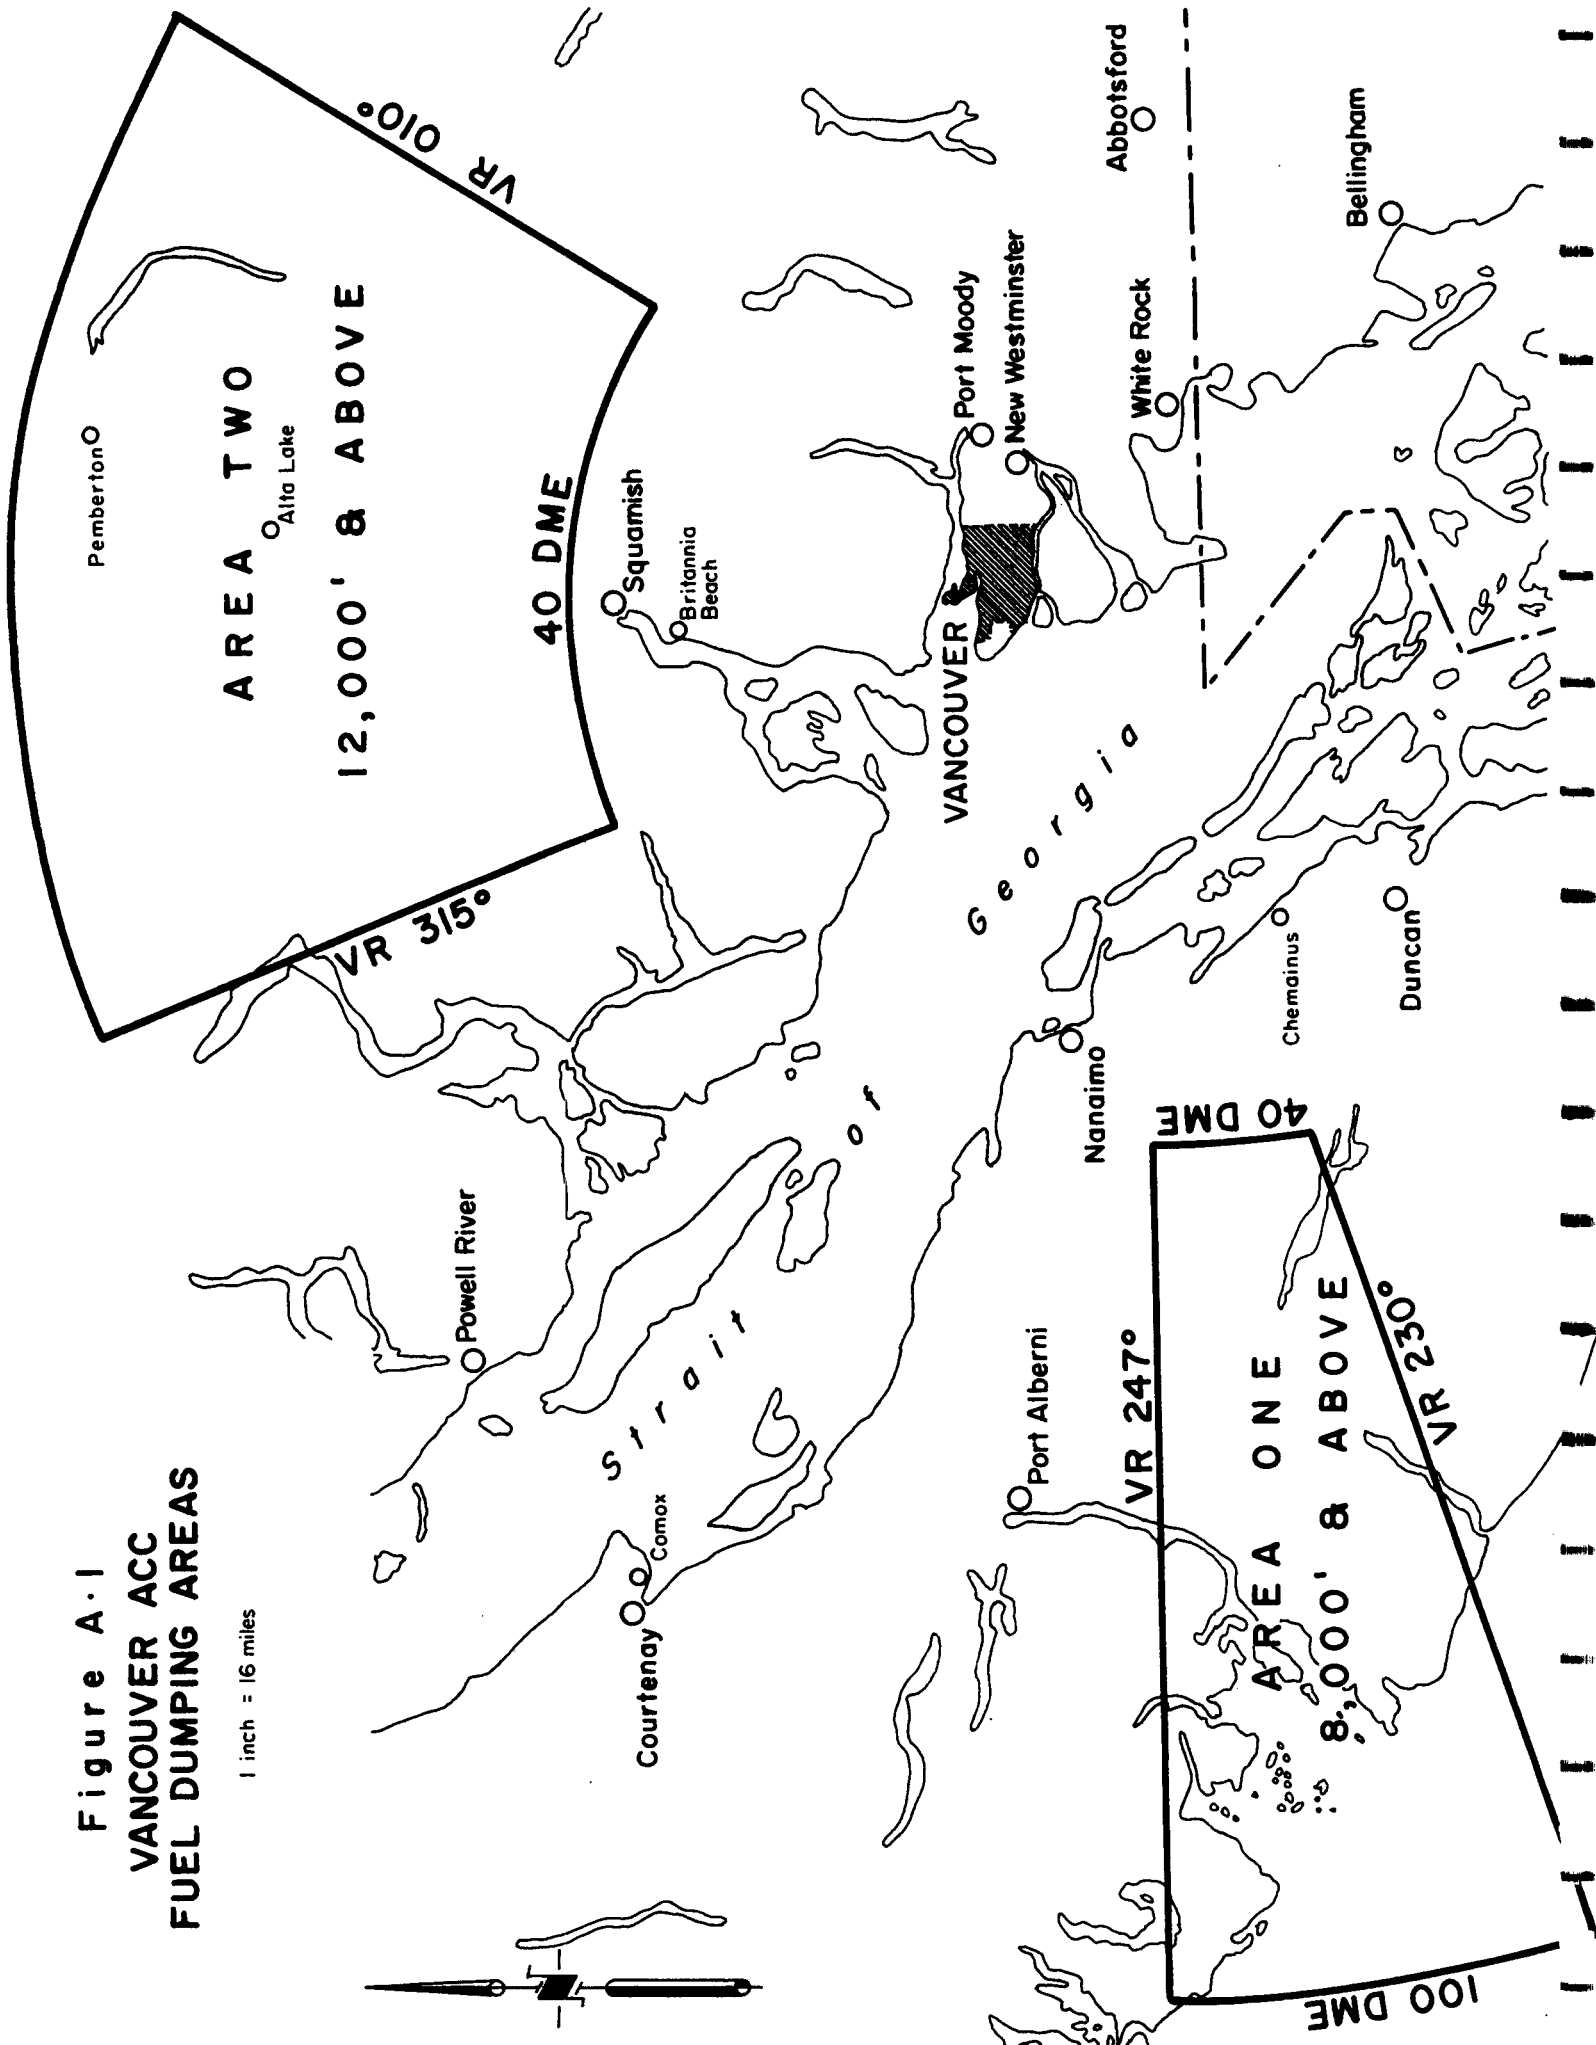 Figure A·1
VANCOUVER ACC
FUEL DUMPING AREAS
1 inch = 16 miles
VR 010°
Pemberton
AREA TWO
Alta Lake
12,000' & ABOVE
40 DME
VR 315°
Squamish
Britannia
Beach
Powell River
Courtenay
Comox
Strait of Georgia
VANCOUVER
Port Moody
New Westminster
White Rock
Abbotsford
Bellingham
Nanaimo
Chemainus
Duncan
Port Alberni
VR 247°
40 DME
AREA ONE
8,000' & ABOVE
VR 230°
100 DME